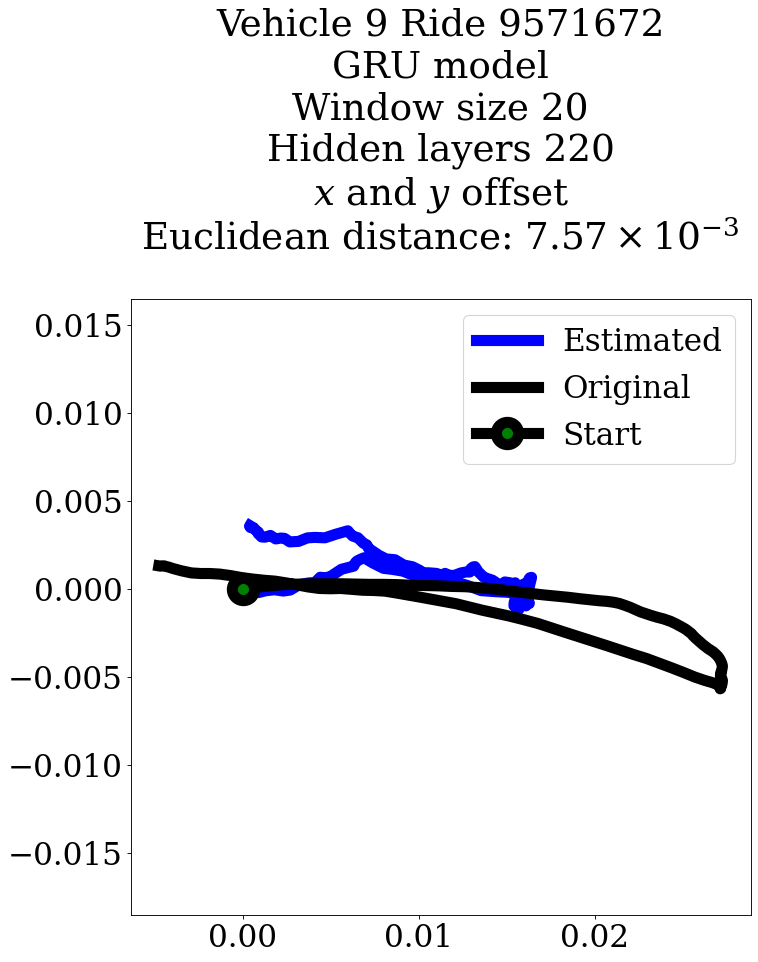 Vehicle 9 Ride 9571672
GRU model
Window size 20
Hidden layers 220
x and y offset
Euclidean distance: 7.57 × 10⁻³
Estimated
Original
Start
0.015
0.010
0.005
0.000
−0.005
−0.010
−0.015
0.00 0.01 0.02